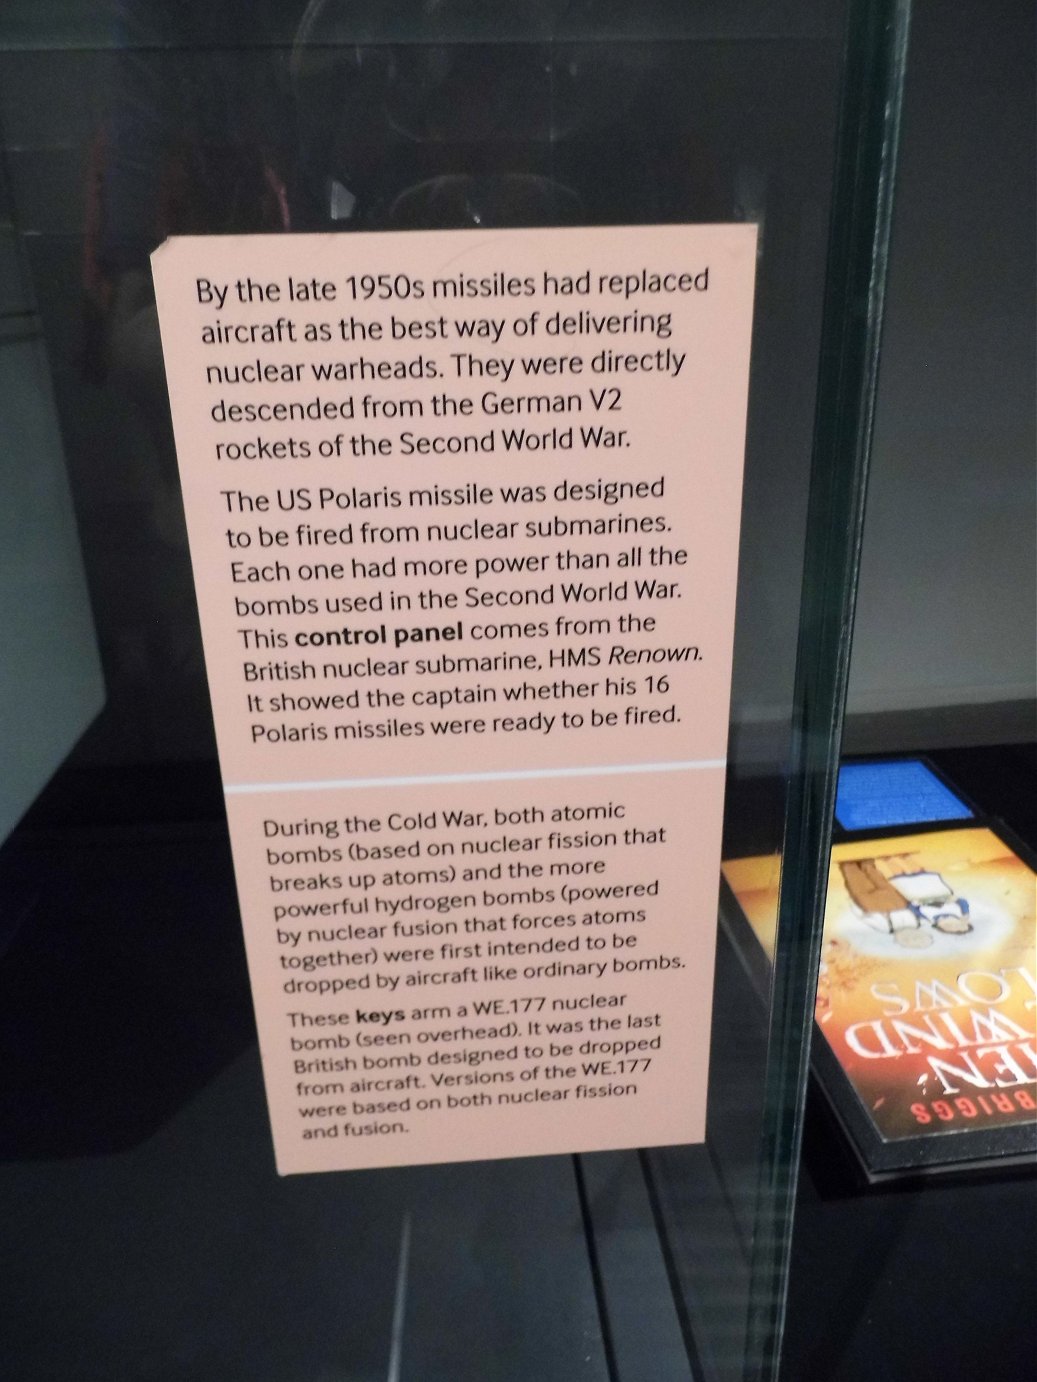 By the late 1950s missiles had replaced
aircraft as the best way of delivering
nuclear warheads. They were directly
descended from the German V2
rockets of the Second World War.
The US Polaris missile was designed
to be fired from nuclear submarines.
Each one had more power than all the
bombs used in the Second World War.
This control panel comes from the
British nuclear submarine, HMS Renown.
It showed the captain whether his 16
Polaris missiles were ready to be fired.
During the Cold War, both atomic
bombs (based on nuclear fission that
breaks up atoms) and the more
powerful hydrogen bombs (powered
by nuclear fusion that forces atoms
together) were first intended to be
dropped by aircraft like ordinary bombs.
These keys arm a WE.177 nuclear
bomb (seen overhead). It was the last
British bomb designed to be dropped
from aircraft. Versions of the WE.177
were based on both nuclear fission
and fusion.
BRIGGS
HEN
WIND
LOWS